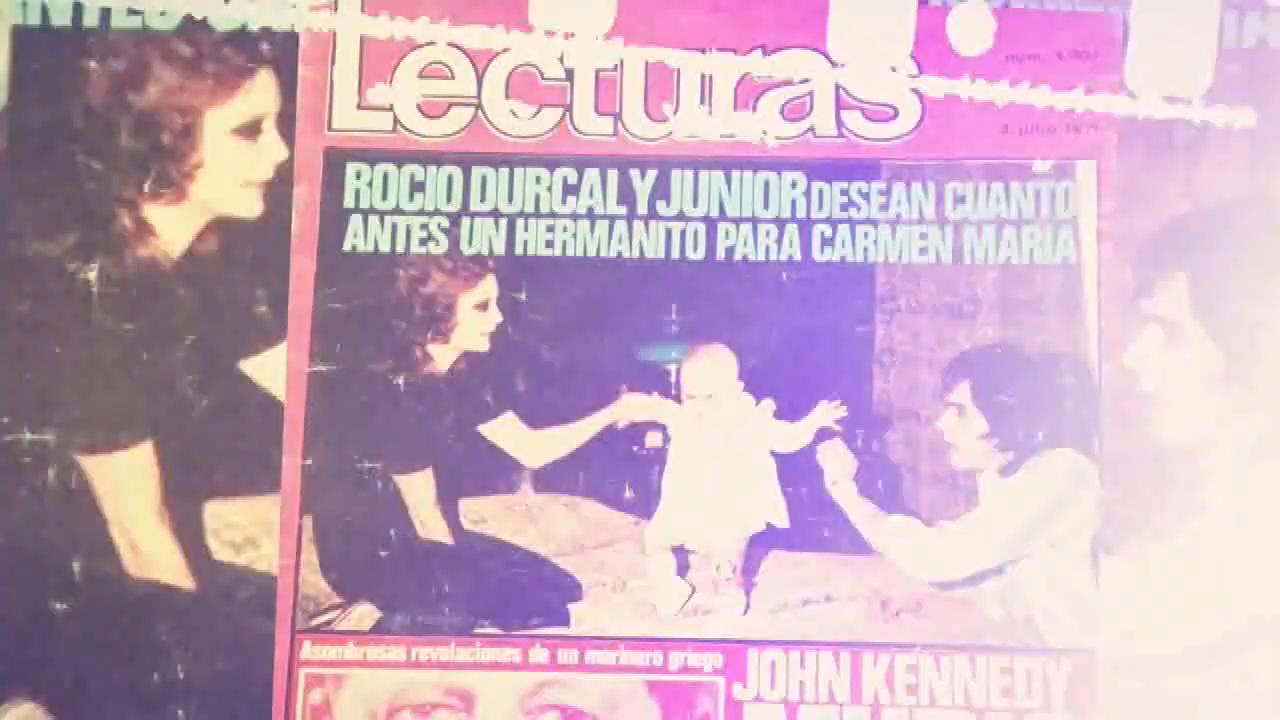 Lecturas
ROCIO DURCAL Y JUNIOR DESEAN CUANTO
ANTES UN HERMANITO PARA CARMEN MARIA
Asombrosas revelaciones de un marinero griego
JOHN KENNEDY